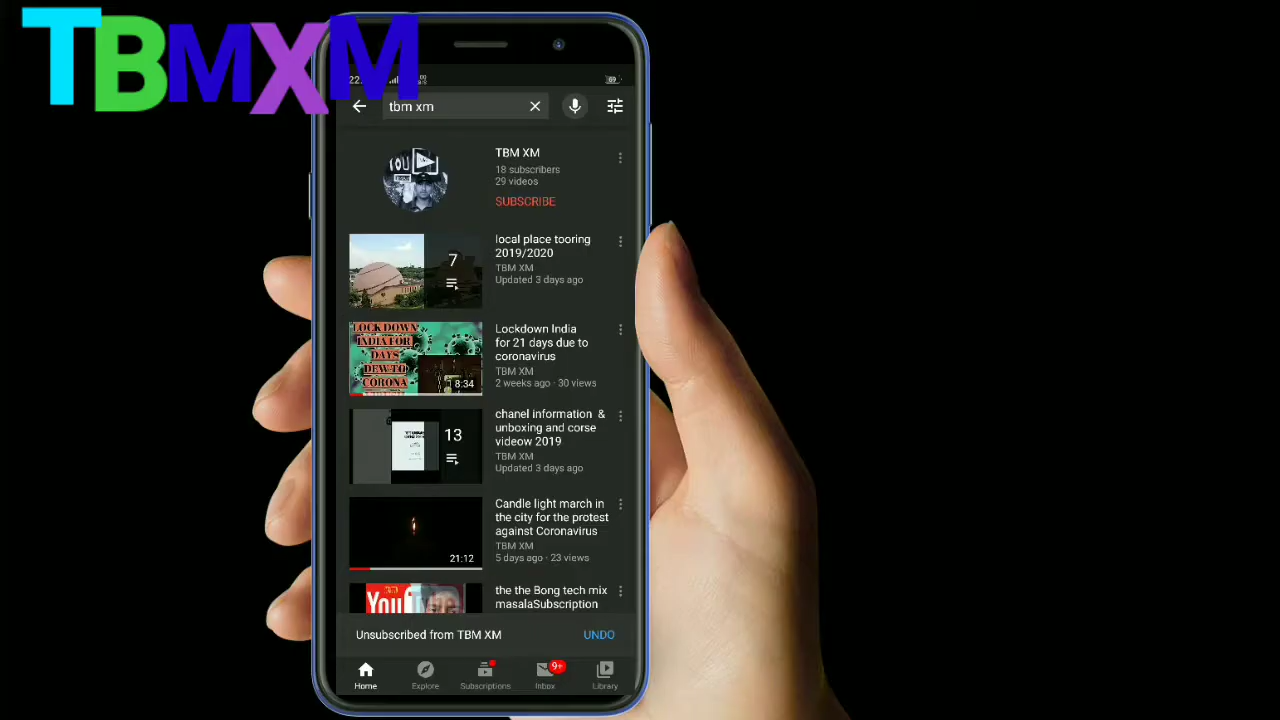 TBMXM
22.
69
tbm xm
TBM XM
18 subscribers
29 videos
SUBSCRIBE
local place tooring
2019/2020
TBM XM
Updated 3 days ago
7
Lockdown India
for 21 days due to
coronavirus
TBM XM
2 weeks ago · 30 views
LOCK DOWN
INDIA FOR
DAYS
DEW TO
CORONA
8:34
chanel information &
unboxing and corse
videow 2019
TBM XM
Updated 3 days ago
13
Candle light march in
the city for the protest
against Coronavirus
TBM XM
5 days ago · 23 views
21:12
the the Bong tech mix
masalaSubscription
YouType
Unsubscribed from TBM XM
UNDO
Home
Explore
Subscriptions
9+
Inbox
Library